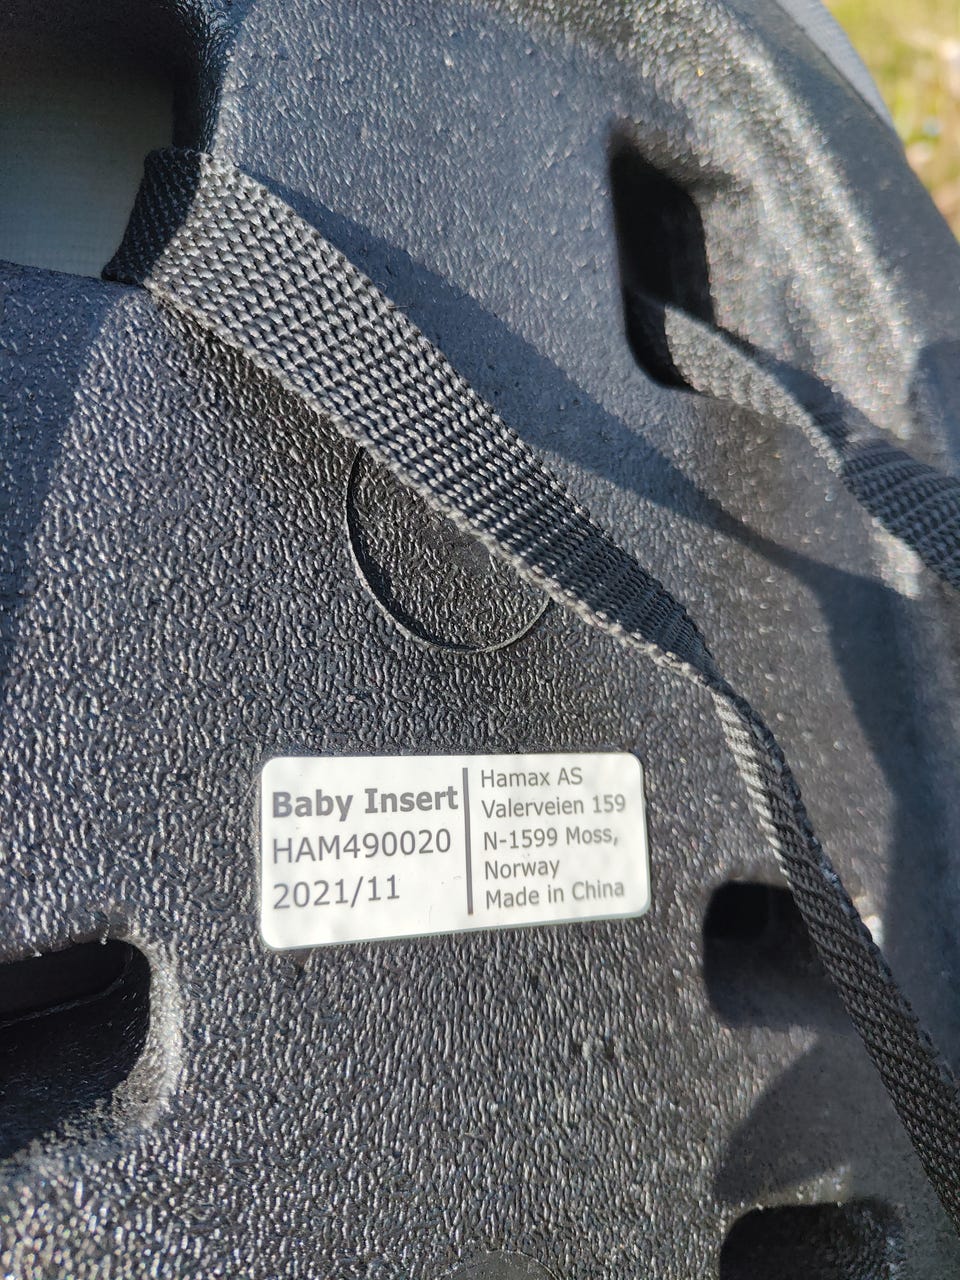 Baby Insert
HAM490020
2021/11
Hamax AS
Valerveien 159
N-1599 Moss,
Norway
Made in China